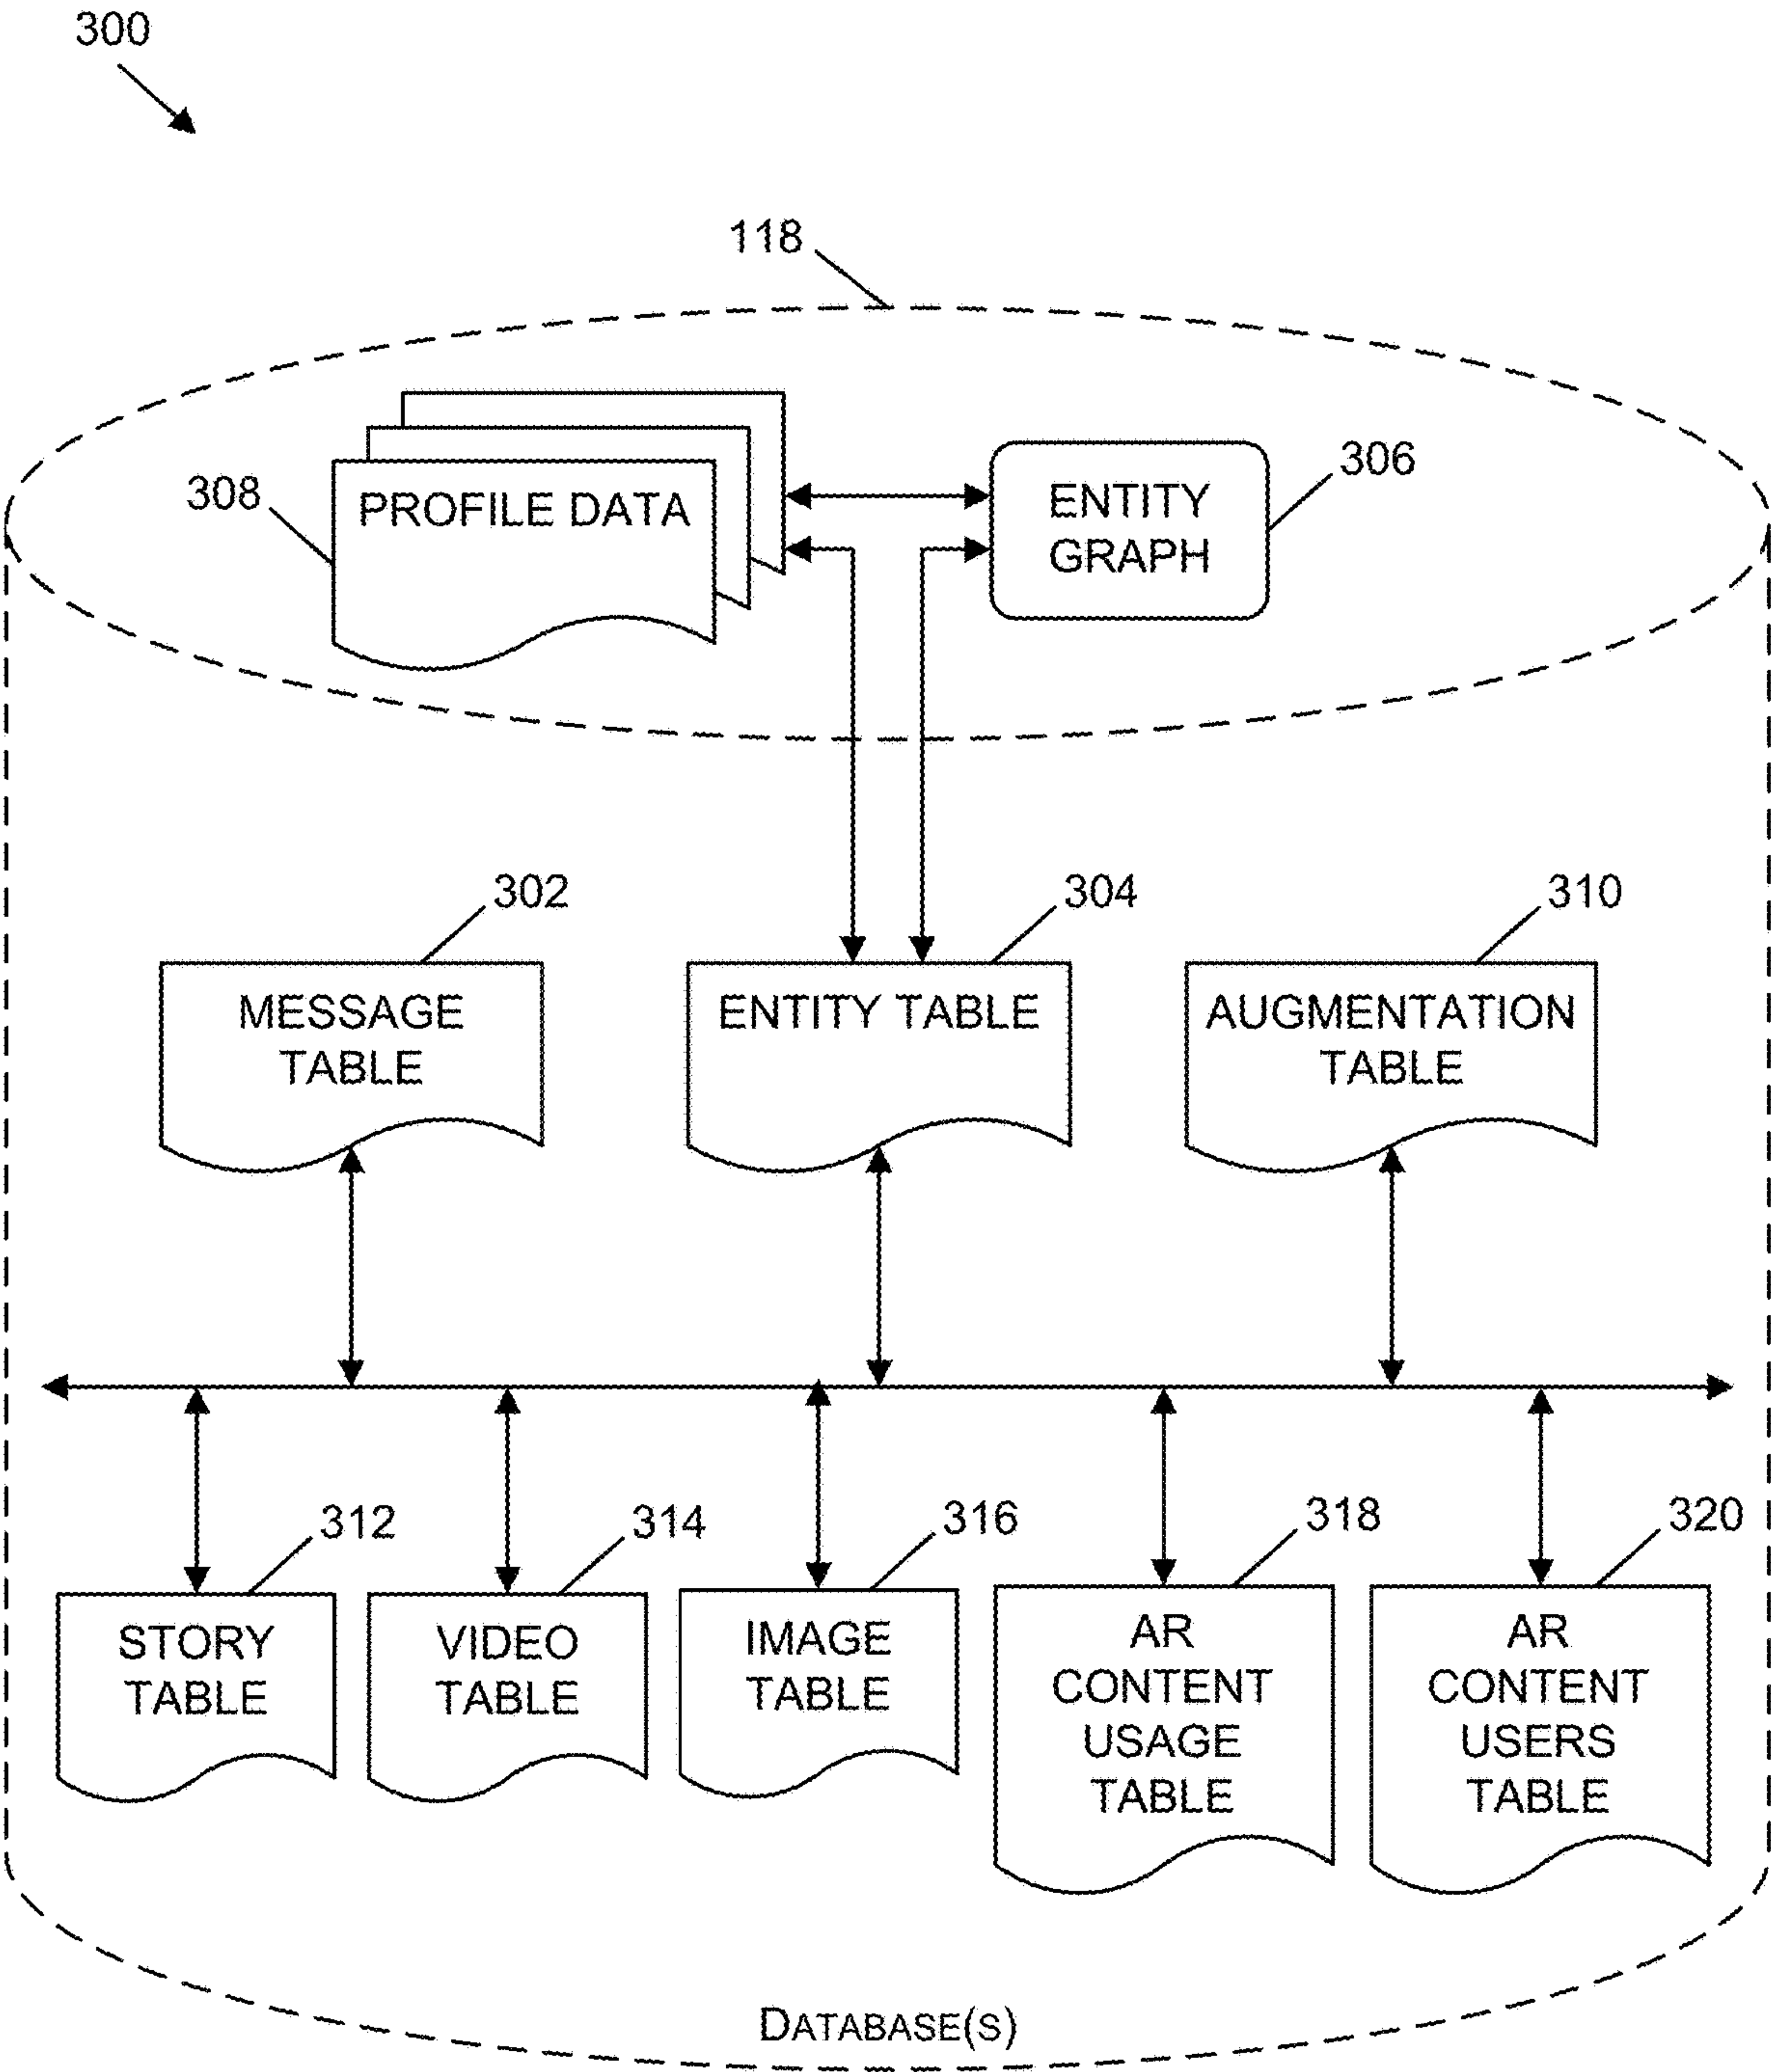 300
118
308
PROFILE DATA
ENTITY
GRAPH
306
302
304
310
MESSAGE
TABLE
ENTITY TABLE
AUGMENTATION
TABLE
312
314
316
318
320
STORY
TABLE
VIDEO
TABLE
IMAGE
TABLE
AR
CONTENT
USAGE
TABLE
AR
CONTENT
USERS
TABLE
DATABASE(S)